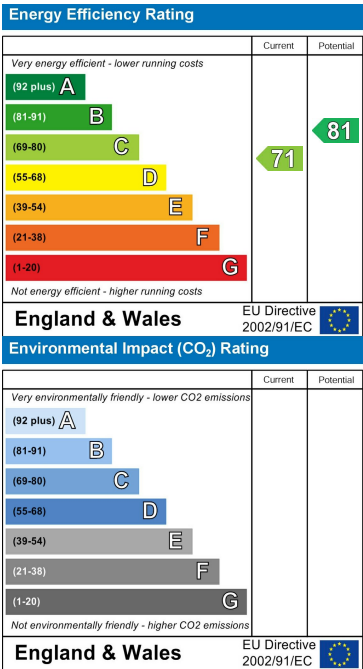 Energy Efficiency Rating
Current Potential
Very energy efficient - lower running costs
(92 plus) A
(81-91) B
(69-80) C
(55-68) D
(39-54) E
(21-38) F
(1-20) G
71
81
Not energy efficient - higher running costs
England & Wales
EU Directive
2002/91/EC
Environmental Impact (CO₂) Rating
Current Potential
Very environmentally friendly - lower CO2 emissions
(92 plus) A
(81-91) B
(69-80) C
(55-68) D
(39-54) E
(21-38) F
(1-20) G
Not environmentally friendly - higher CO2 emissions
England & Wales
EU Directive
2002/91/EC